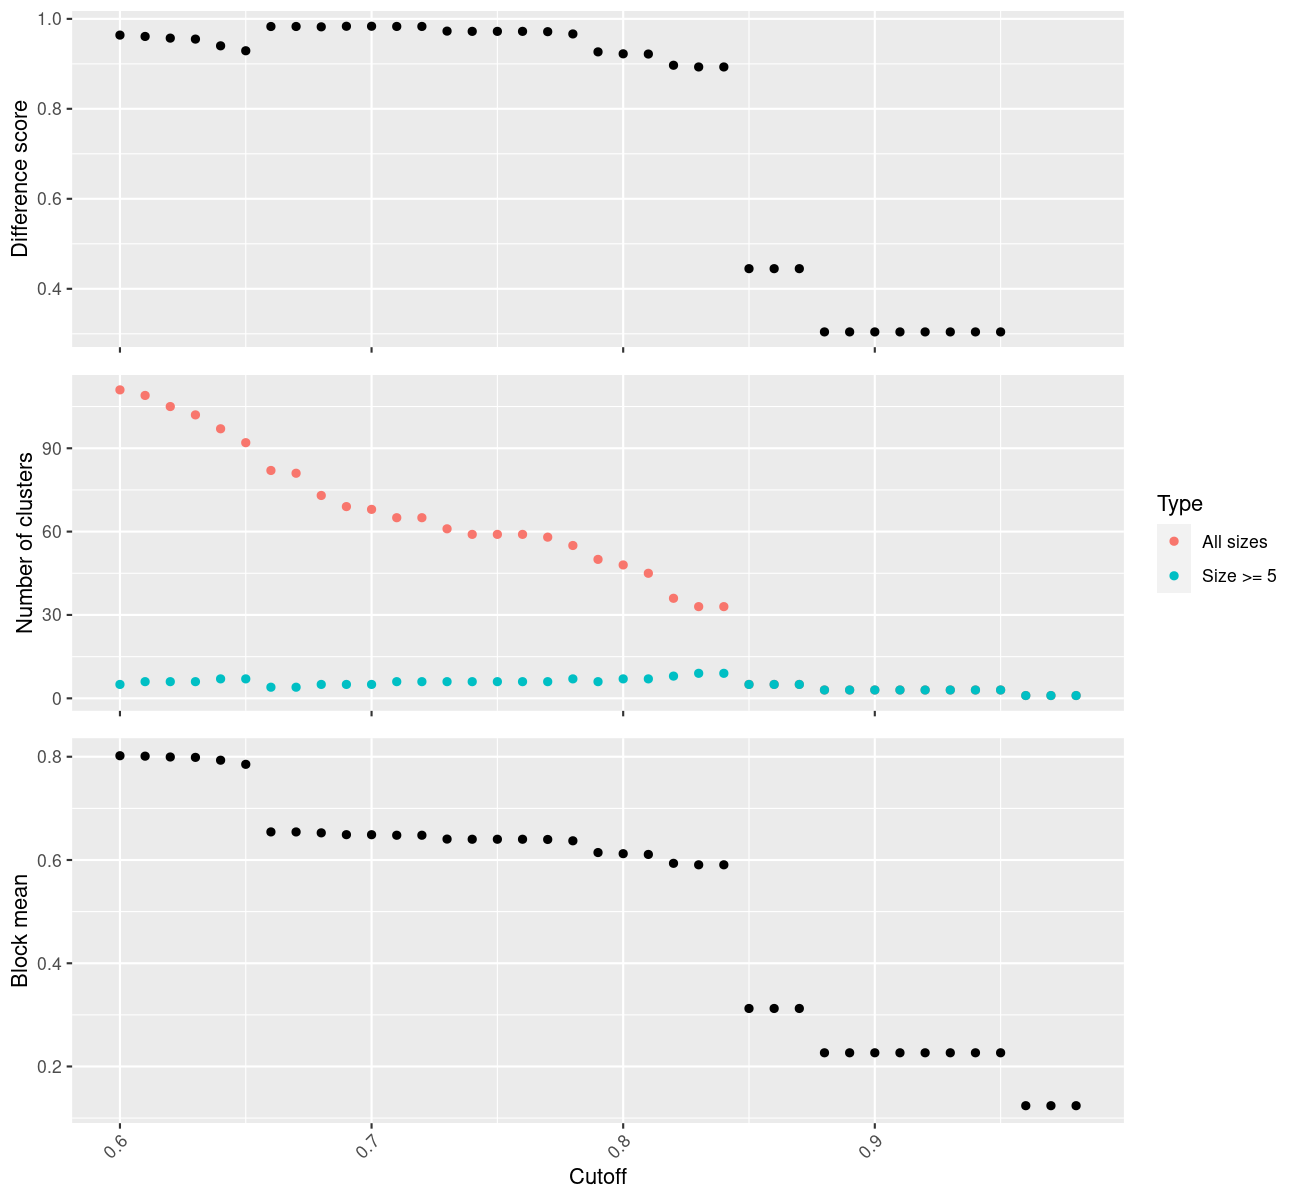 1.0
0.8
0.6
0.4
Difference score
90
60
30
0
Number of clusters
Type
All sizes
Size >= 5
0.8
0.6
0.4
0.2
Block mean
0.6
0.7
0.8
0.9
Cutoff